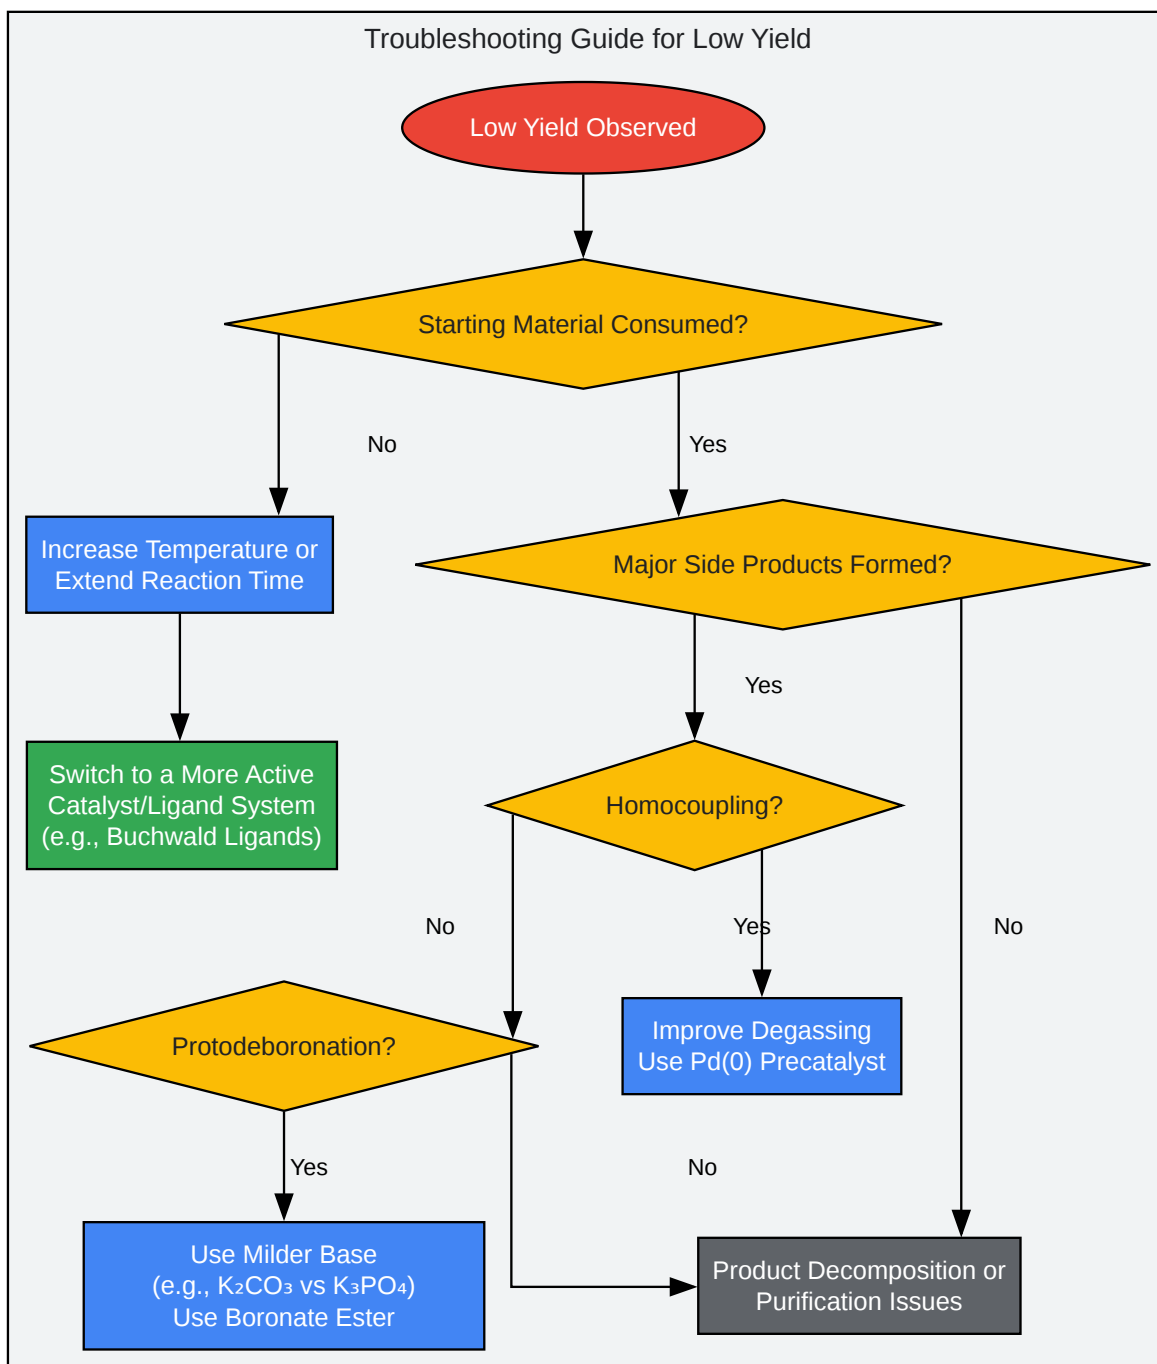 Troubleshooting Guide for Low Yield
Low Yield Observed
Starting Material Consumed?
No
Yes
Increase Temperature or
Extend Reaction Time
Major Side Products Formed?
Yes
Switch to a More Active
Catalyst/Ligand System
(e.g., Buchwald Ligands)
Homocoupling?
No
Yes
No
Improve Degassing
Use Pd(0) Precatalyst
Protodeboronation?
Yes
No
Use Milder Base
(e.g., K₂CO₃ vs K₃PO₄)
Use Boronate Ester
Product Decomposition or
Purification Issues